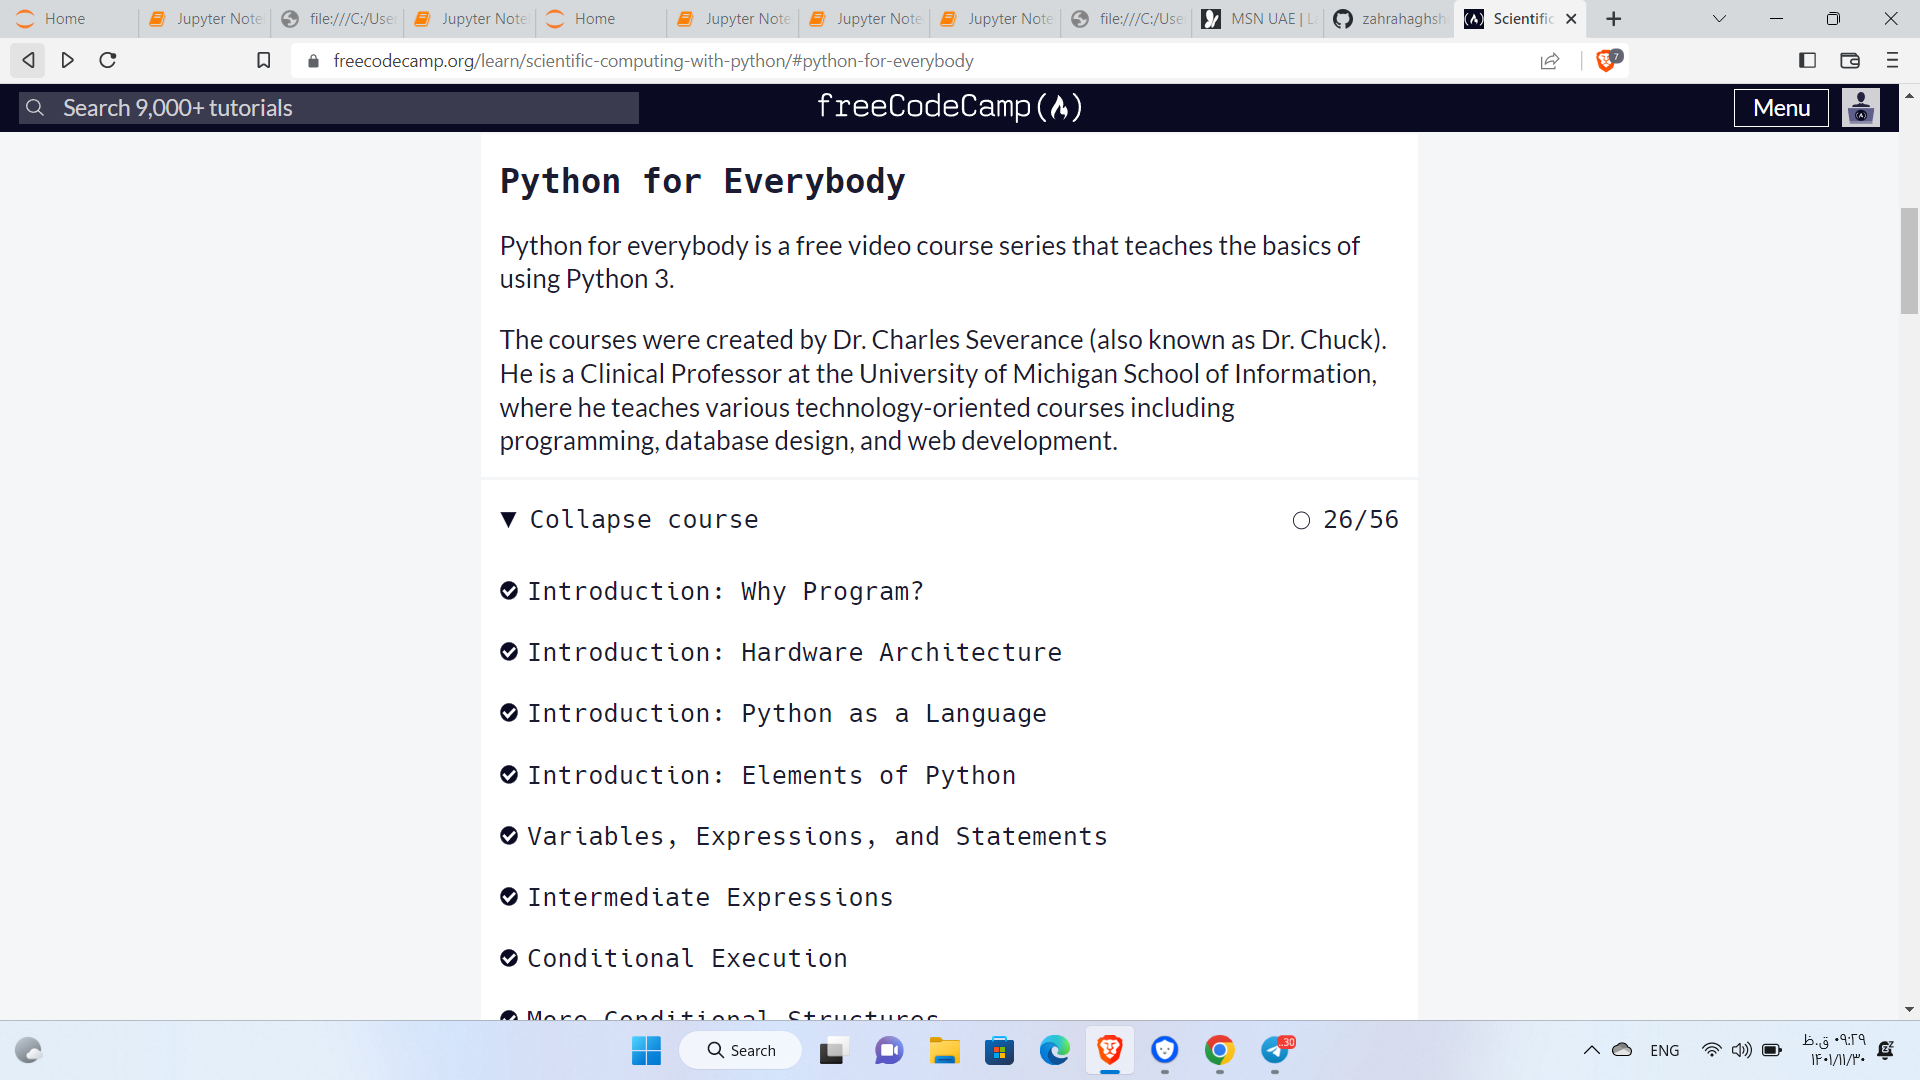 Home
Jupyter Note
file:///C:/User
Jupyter Note
Home
Jupyter Note
Jupyter Note
Jupyter Note
file:///C:/User
MSN UAE | L
zahrahaghsh
Scientific
freecodecamp.org/learn/scientific-computing-with-python/#python-for-everybody
7
Search 9,000+ tutorials
freeCodeCamp
Menu
Python for Everybody
Python for everybody is a free video course series that teaches the basics of
using Python 3.
The courses were created by Dr. Charles Severance (also known as Dr. Chuck).
He is a Clinical Professor at the University of Michigan School of Information,
where he teaches various technology-oriented courses including
programming, database design, and web development.
Collapse course
26/56
Introduction: Why Program?
Introduction: Hardware Architecture
Introduction: Python as a Language
Introduction: Elements of Python
Variables, Expressions, and Statements
Intermediate Expressions
Conditional Execution
More Conditional Structures
Search
..30
ENG
۰۹:۲۹ ق.ظ
۱۴۰۱/۱۱/۳۰